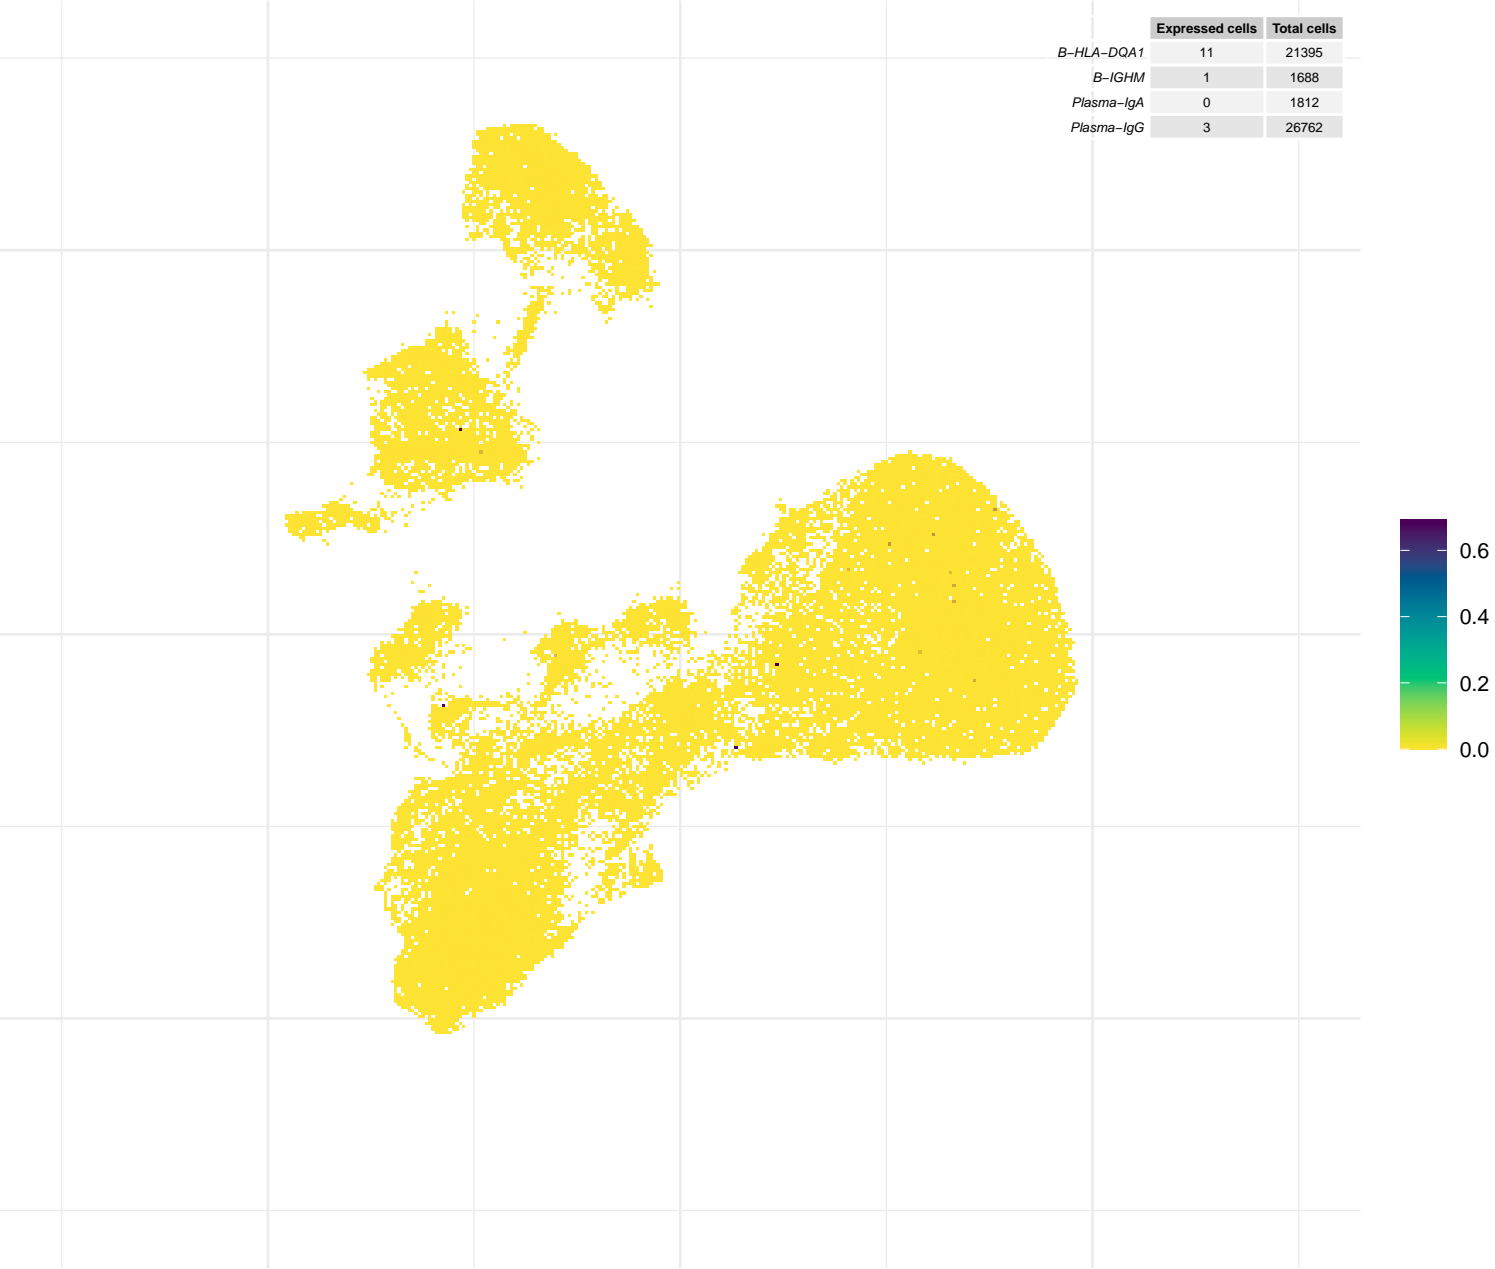 Expressed cells Total cells
B−HLA−DQA1 11 21395
B−IGHM 1 1688
Plasma−IgA 0 1812
Plasma−IgG 3 26762
0.6
0.4
0.2
0.0